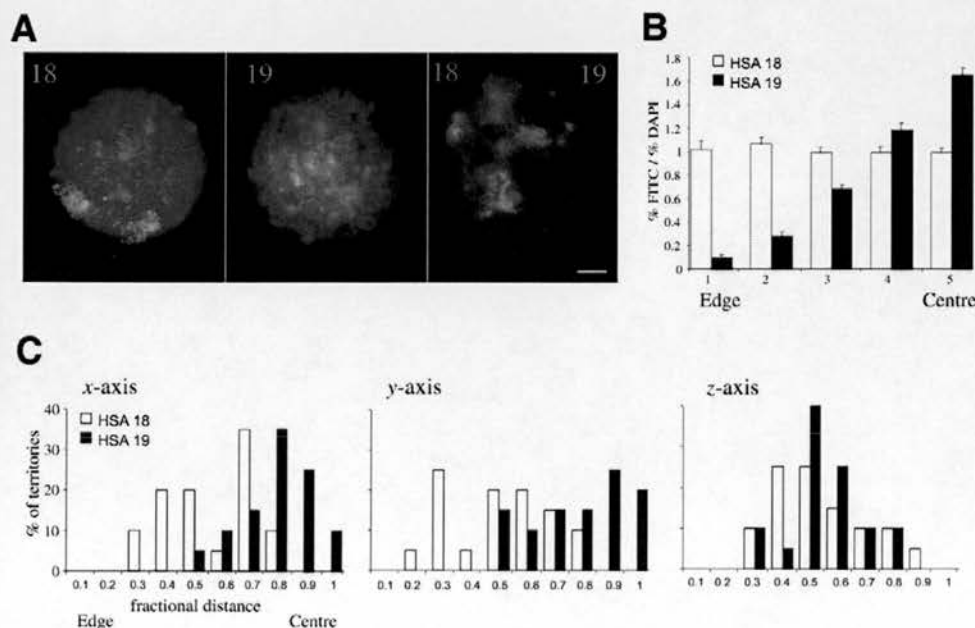 A
18
19
18
19
B
HSA 18
HSA 19
% FITC / % DAPI
1.8
1.6
1.4
1.2
1
0.8
0.6
0.4
0.2
0
1 2 3 4 5
Edge Centre
C
x-axis
HSA 18
HSA 19
% of territories
40
30
20
10
0
0.1 0.2 0.3 0.4 0.5 0.6 0.7 0.8 0.9 1
fractional distance
Edge Centre
y-axis
0.1 0.2 0.3 0.4 0.5 0.6 0.7 0.8 0.9 1
z-axis
0.1 0.2 0.3 0.4 0.5 0.6 0.7 0.8 0.9 1